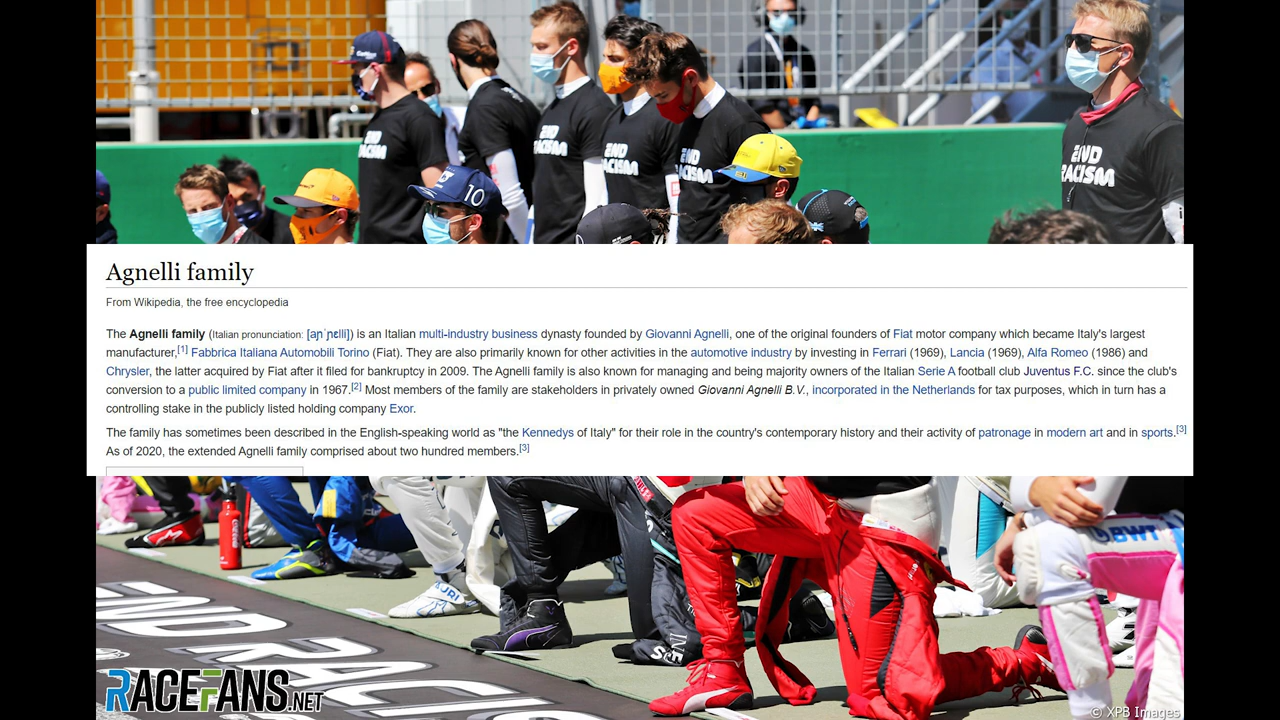 END
RACISM
END
RACISM
END
RACISM
END
RACISM
END
RACISM
10
Agnelli family
From Wikipedia, the free encyclopedia
The Agnelli family (Italian pronunciation: [aɲˈɲɛlli]) is an Italian multi-industry business dynasty founded by Giovanni Agnelli, one of the original founders of Fiat motor company which became Italy's largest
manufacturer,[1] Fabbrica Italiana Automobili Torino (Fiat). They are also primarily known for other activities in the automotive industry by investing in Ferrari (1969), Lancia (1969), Alfa Romeo (1986) and
Chrysler, the latter acquired by Fiat after it filed for bankruptcy in 2009. The Agnelli family is also known for managing and being majority owners of the Italian Serie A football club Juventus F.C. since the club's
conversion to a public limited company in 1967.[2] Most members of the family are stakeholders in privately owned Giovanni Agnelli B.V., incorporated in the Netherlands for tax purposes, which in turn has a
controlling stake in the publicly listed holding company Exor.
The family has sometimes been described in the English-speaking world as "the Kennedys of Italy" for their role in the country's contemporary history and their activity of patronage in modern art and in sports.[3]
As of 2020, the extended Agnelli family comprised about two hundred members.[3]
BWT
END RACIS
RACEFANS.NET
© XPB Images